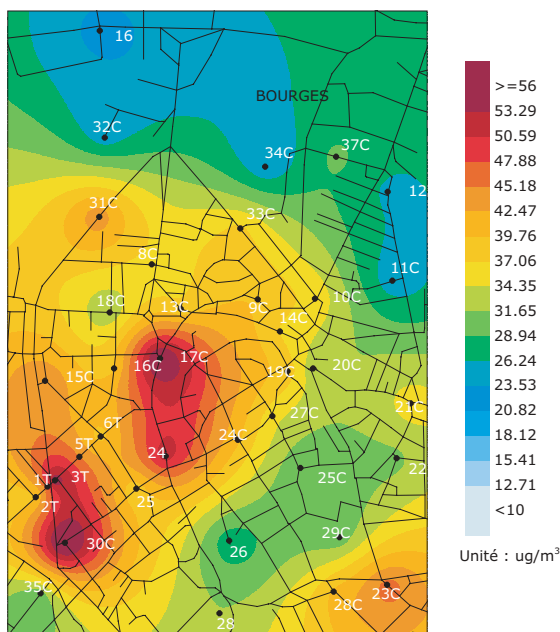 16
BOURGES
32C
37C
34C
12
31C
33C
8C
11C
18C
13C
9C
10C
14C
16C
17C
15C
19C
20C
21C
27C
6T
24C
5T
24
22
1T
3T
25C
2T
25
30C
26
29C
35C
28C
23C
28
>=56
53.29
50.59
47.88
45.18
42.47
39.76
37.06
34.35
31.65
28.94
26.24
23.53
20.82
18.12
15.41
12.71
<10
Unité : ug/m³